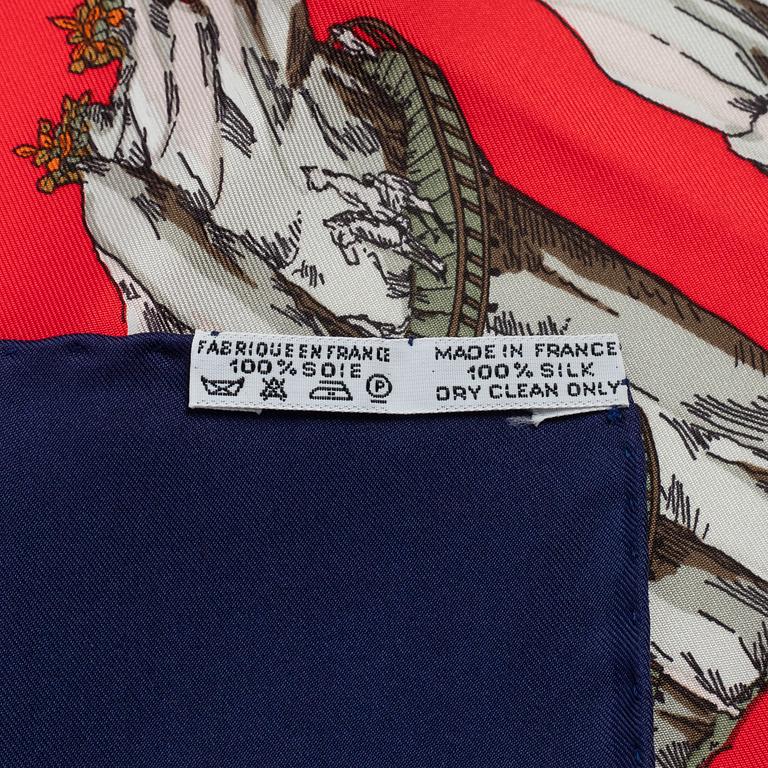 FABRIQUE EN FRANCE
100% SOIE
P
MADE IN FRANCE
100% SILK
DRY CLEAN ONLY